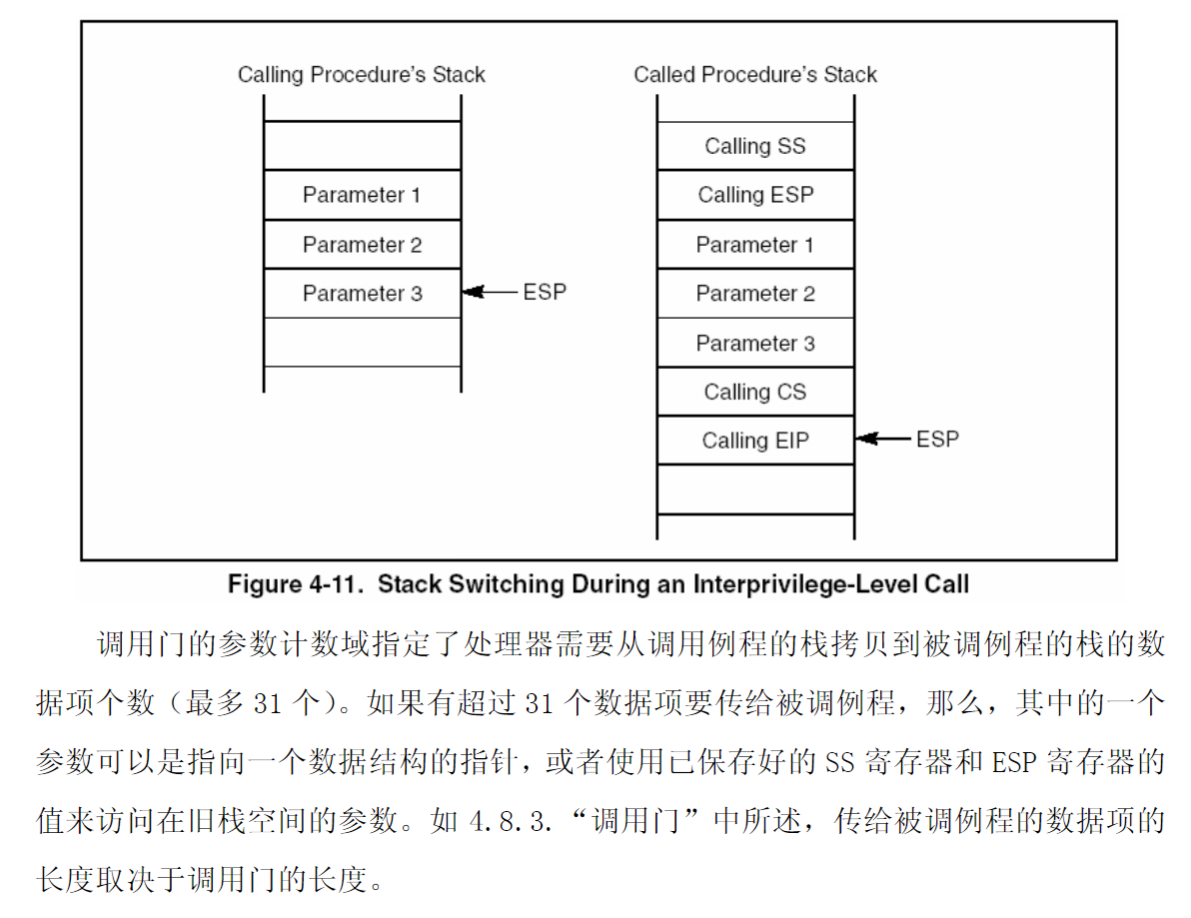 Calling Procedure's Stack
Called Procedure's Stack
Calling SS
Parameter 1
Calling ESP
Parameter 2
Parameter 1
Parameter 3
ESP
Parameter 2
Parameter 3
Calling CS
Calling EIP
ESP
Figure 4-11. Stack Switching During an Interprivilege-Level Call
调用门的参数计数域指定了处理器需要从调用例程的栈拷贝到被调例程的栈的数
据项个数（最多 31 个）。如果有超过 31 个数据项要传给被调例程，那么，其中的一个
参数可以是指向一个数据结构的指针，或者使用已保存好的 SS 寄存器和 ESP 寄存器的
值来访问在旧栈空间的参数。如 4.8.3.“调用门”中所述，传给被调例程的数据项的
长度取决于调用门的长度。